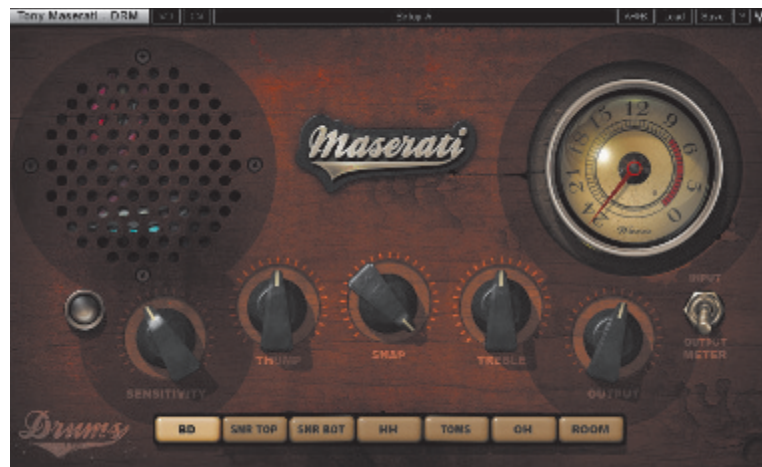 Tony Maserati - DRM
Setup A
Load
Save
?
Maserati
24 21 18 15 12 9 6 3 0
Waves
INPUT
OUTPUT
METER
THUMP
SNAP
TREBLE
SENSITIVITY
OUTPUT
Drums
BD
SNR TOP
SNR BOT
HH
TOMS
OH
ROOM